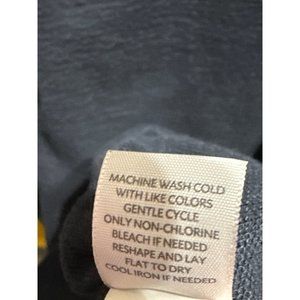 MACHINE WASH COLD
WITH LIKE COLORS
GENTLE CYCLE
ONLY NON-CHLORINE
BLEACH IF NEEDED
RESHAPE AND LAY
FLAT TO DRY
COOL IRON IF NEEDED